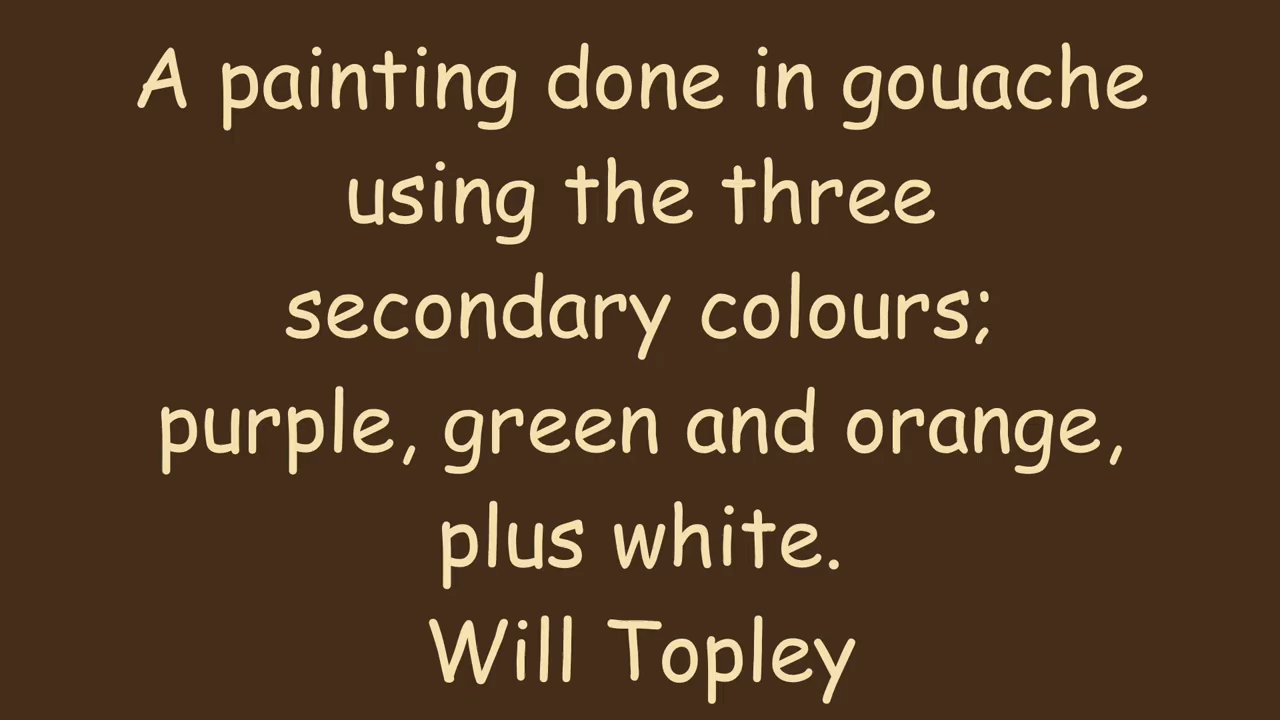 A painting done in gouache
using the three
secondary colours;
purple, green and orange,
plus white.
Will Topley